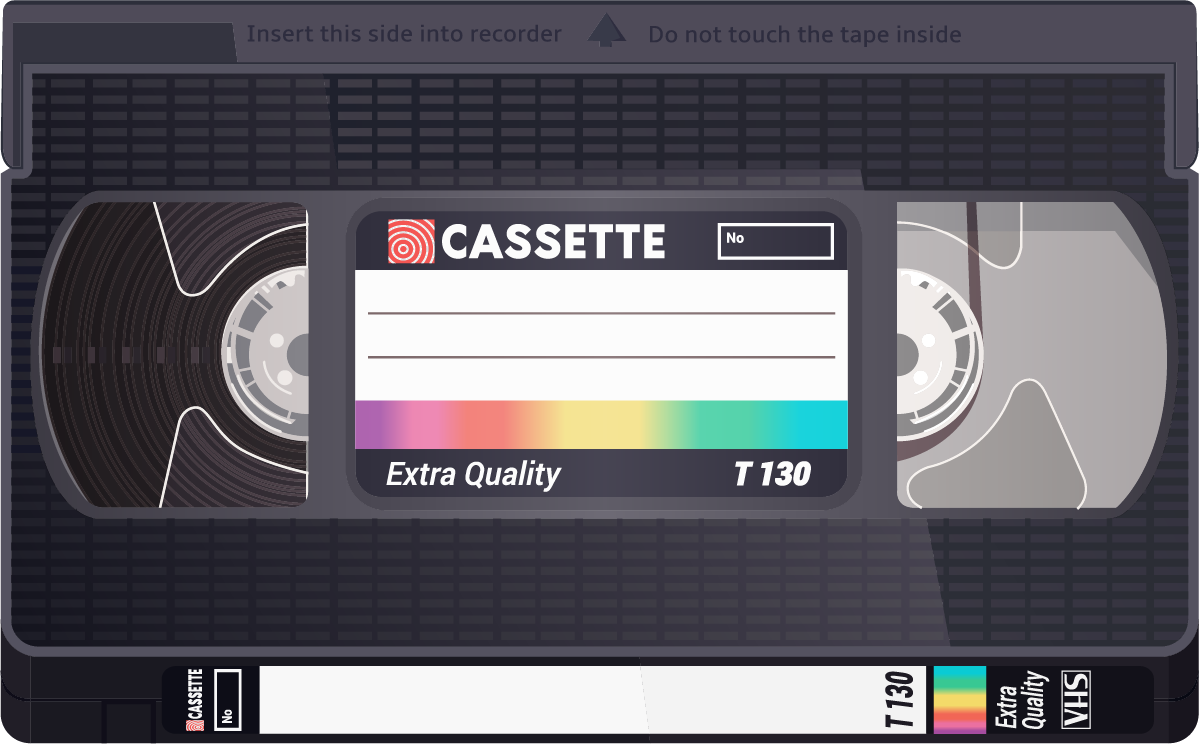 Insert this side into recorder Do not touch the tape inside
CASSETTE No
Extra Quality T 130
CASSETTE
No
T 130
Extra
Quality
VHS